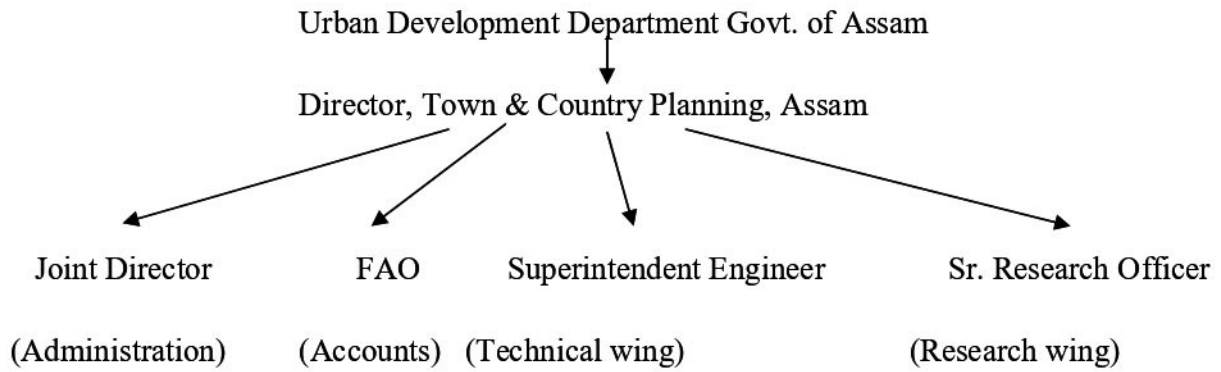 Urban Development Department Govt. of Assam
Director, Town & Country Planning, Assam
Joint Director FAO Superintendent Engineer Sr. Research Officer
(Administration) (Accounts) (Technical wing) (Research wing)